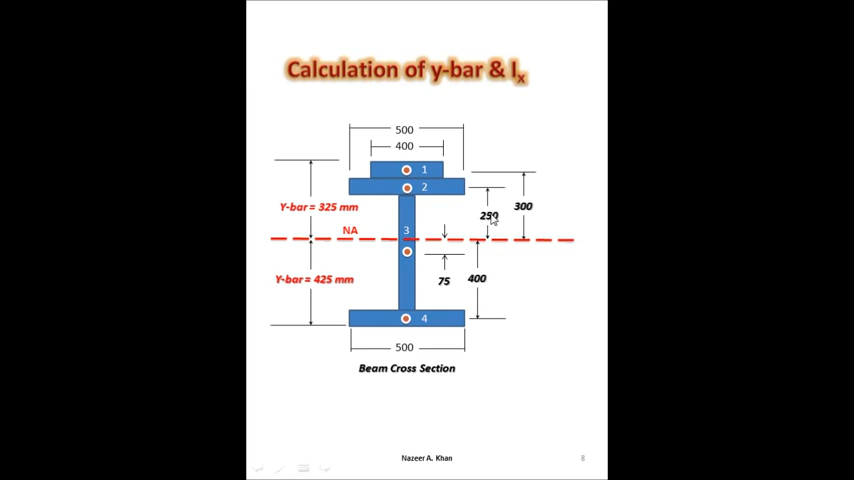 Calculation of y-bar & Ix
500
400
1
2
Y-bar = 325 mm
250
300
NA
3
Y-bar = 425 mm
75
400
4
500
Beam Cross Section
Nazeer A. Khan
8